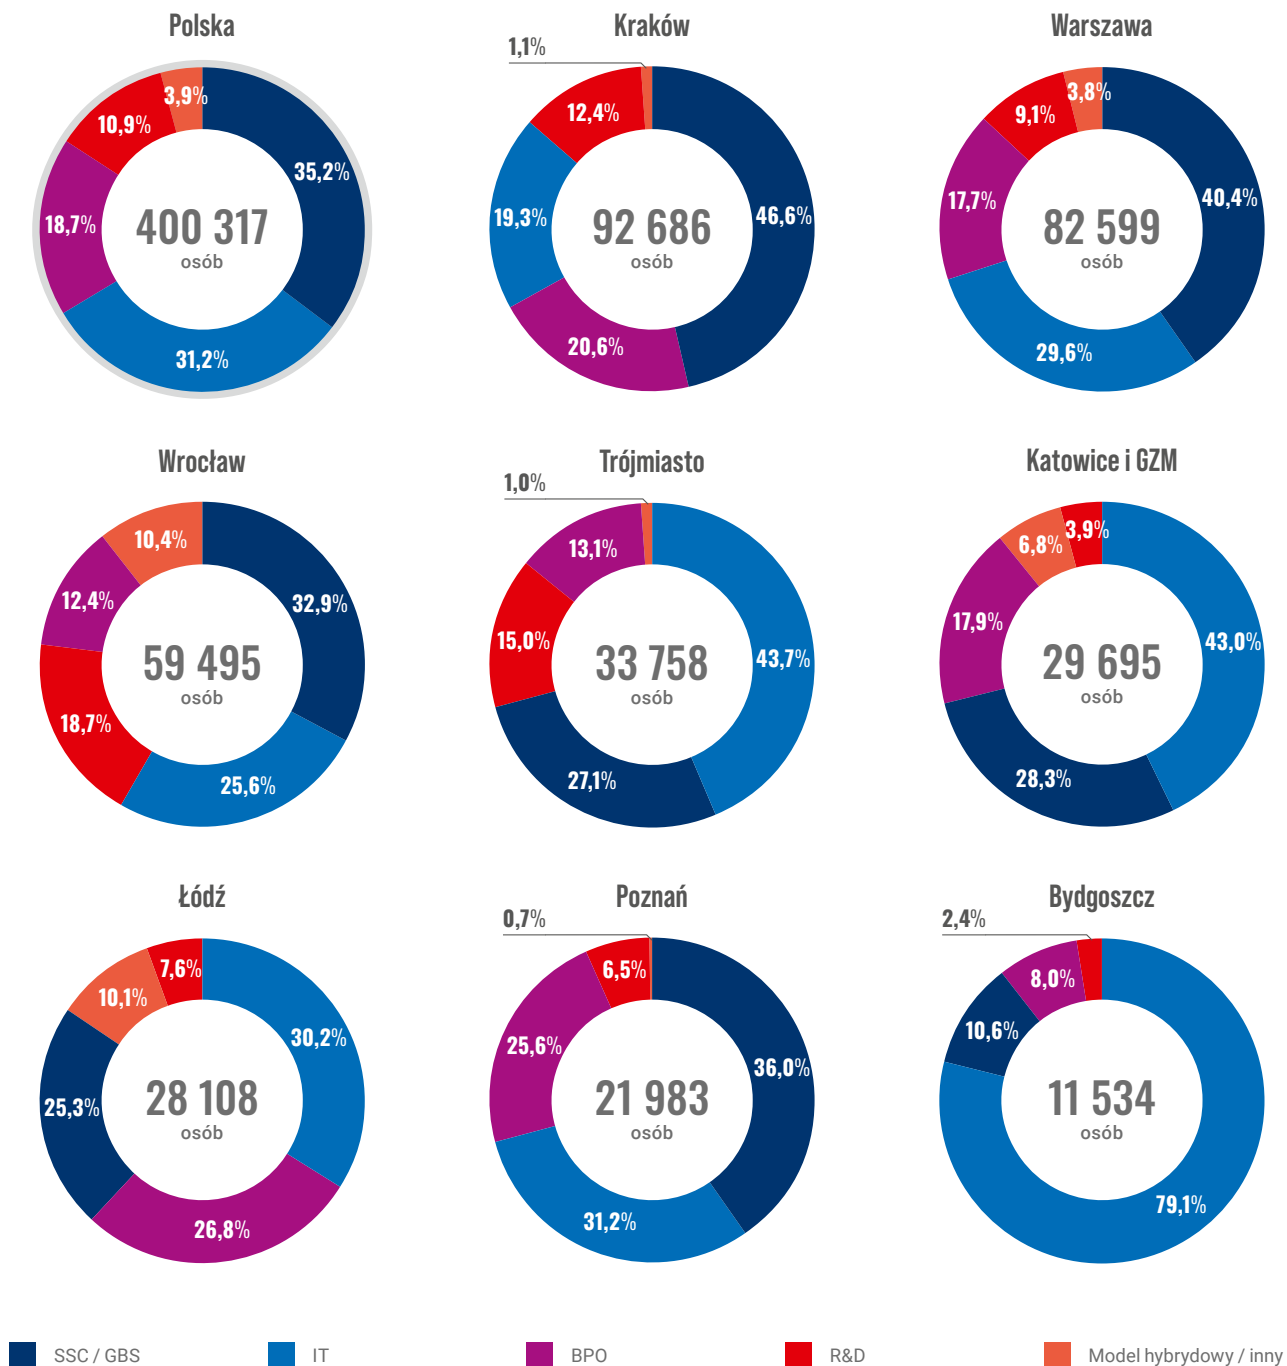 Polska
3,9%
10,9%
35,2%
18,7%
400 317
osób
31,2%
Kraków
1,1%
12,4%
19,3%
46,6%
92 686
osób
20,6%
Warszawa
3,8%
9,1%
17,7%
40,4%
82 599
osób
29,6%
Wrocław
10,4%
12,4%
32,9%
59 495
osób
18,7%
25,6%
Trójmiasto
1,0%
13,1%
15,0%
43,7%
33 758
osób
27,1%
Katowice i GZM
3,9%
6,8%
17,9%
43,0%
29 695
osób
28,3%
Łódź
7,6%
10,1%
30,2%
25,3%
28 108
osób
26,8%
Poznań
0,7%
6,5%
25,6%
36,0%
21 983
osób
31,2%
Bydgoszcz
2,4%
8,0%
10,6%
11 534
osób
79,1%
SSC / GBS
IT
BPO
R&D
Model hybrydowy / inny